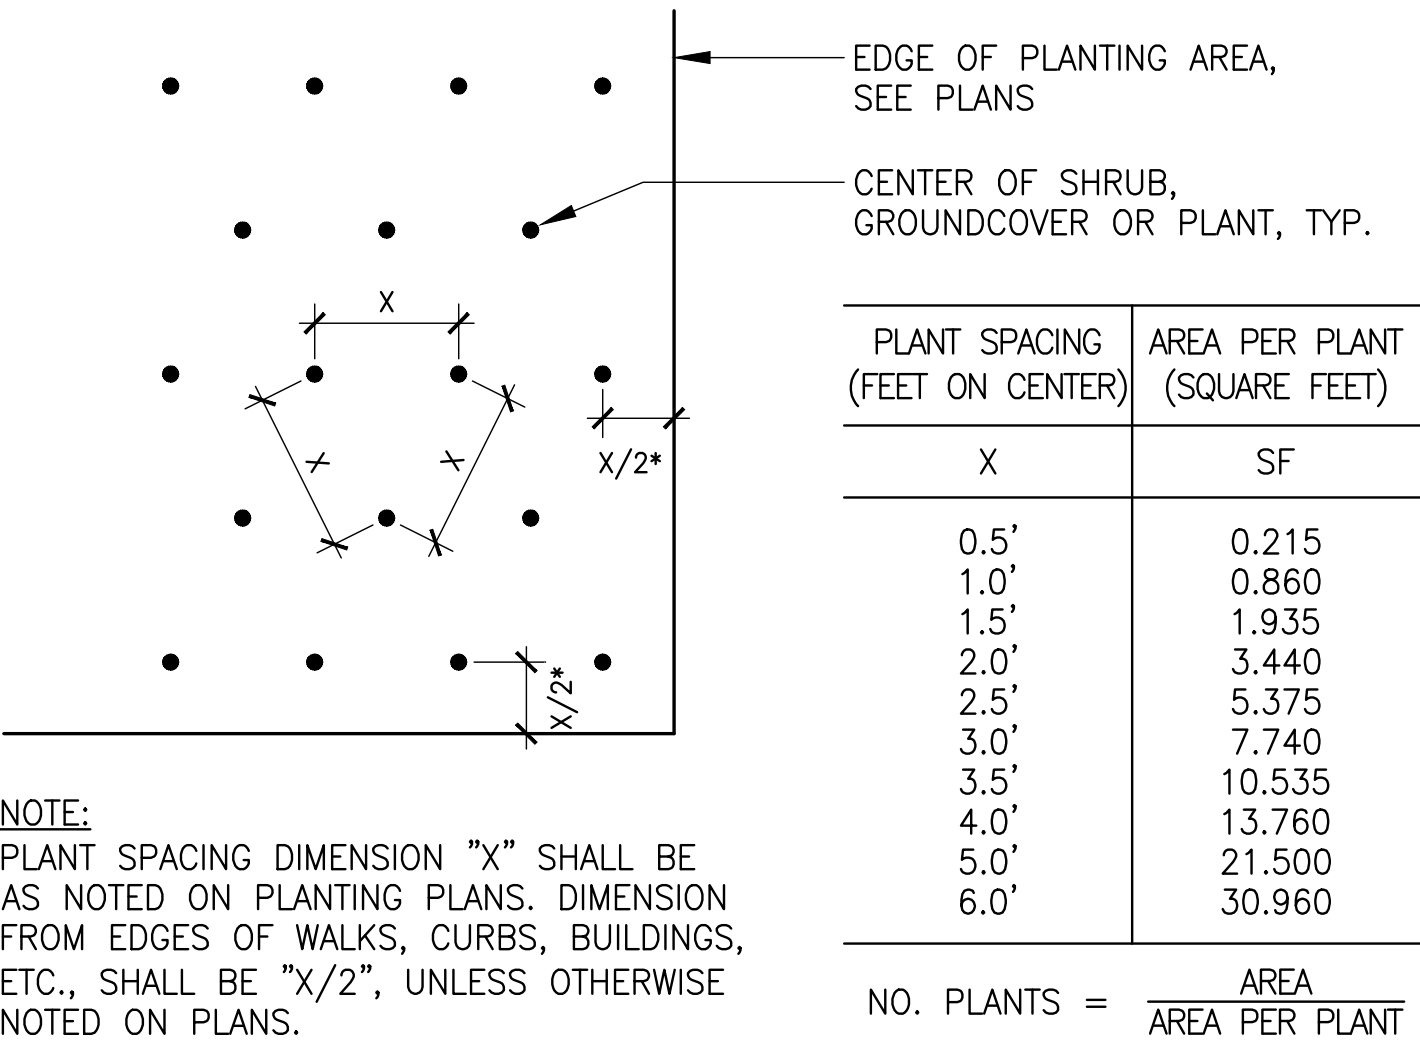 EDGE OF PLANTING AREA,
SEE PLANS
CENTER OF SHRUB,
GROUNDCOVER OR PLANT, TYP.
X
X
X
X/2*
X/2*
PLANT SPACING AREA PER PLANT
(FEET ON CENTER) (SQUARE FEET)
X SF
0.5' 0.215
1.0' 0.860
1.5' 1.935
2.0' 3.440
2.5' 5.375
3.0' 7.740
3.5' 10.535
4.0' 13.760
5.0' 21.500
6.0' 30.960
NO. PLANTS = AREA
AREA PER PLANT
NOTE:
PLANT SPACING DIMENSION "X" SHALL BE
AS NOTED ON PLANTING PLANS. DIMENSION
FROM EDGES OF WALKS, CURBS, BUILDINGS,
ETC., SHALL BE "X/2", UNLESS OTHERWISE
NOTED ON PLANS.